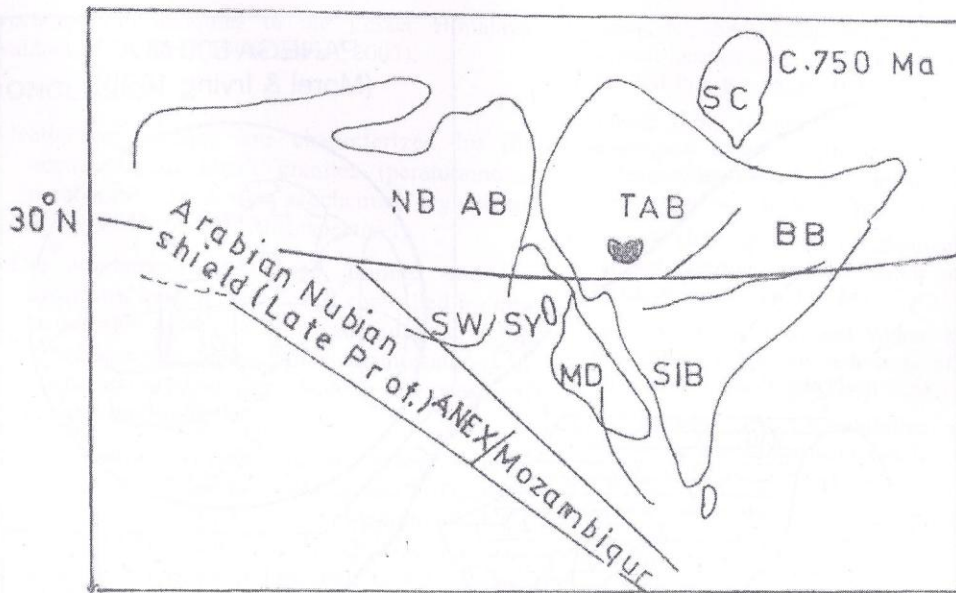 C.750 Ma
SC
NB AB
TAB
BB
30°N
Arabian Nubian
shield (Late Prof.) ANEX/Mozambiqur
SW
SY
MD
SIB